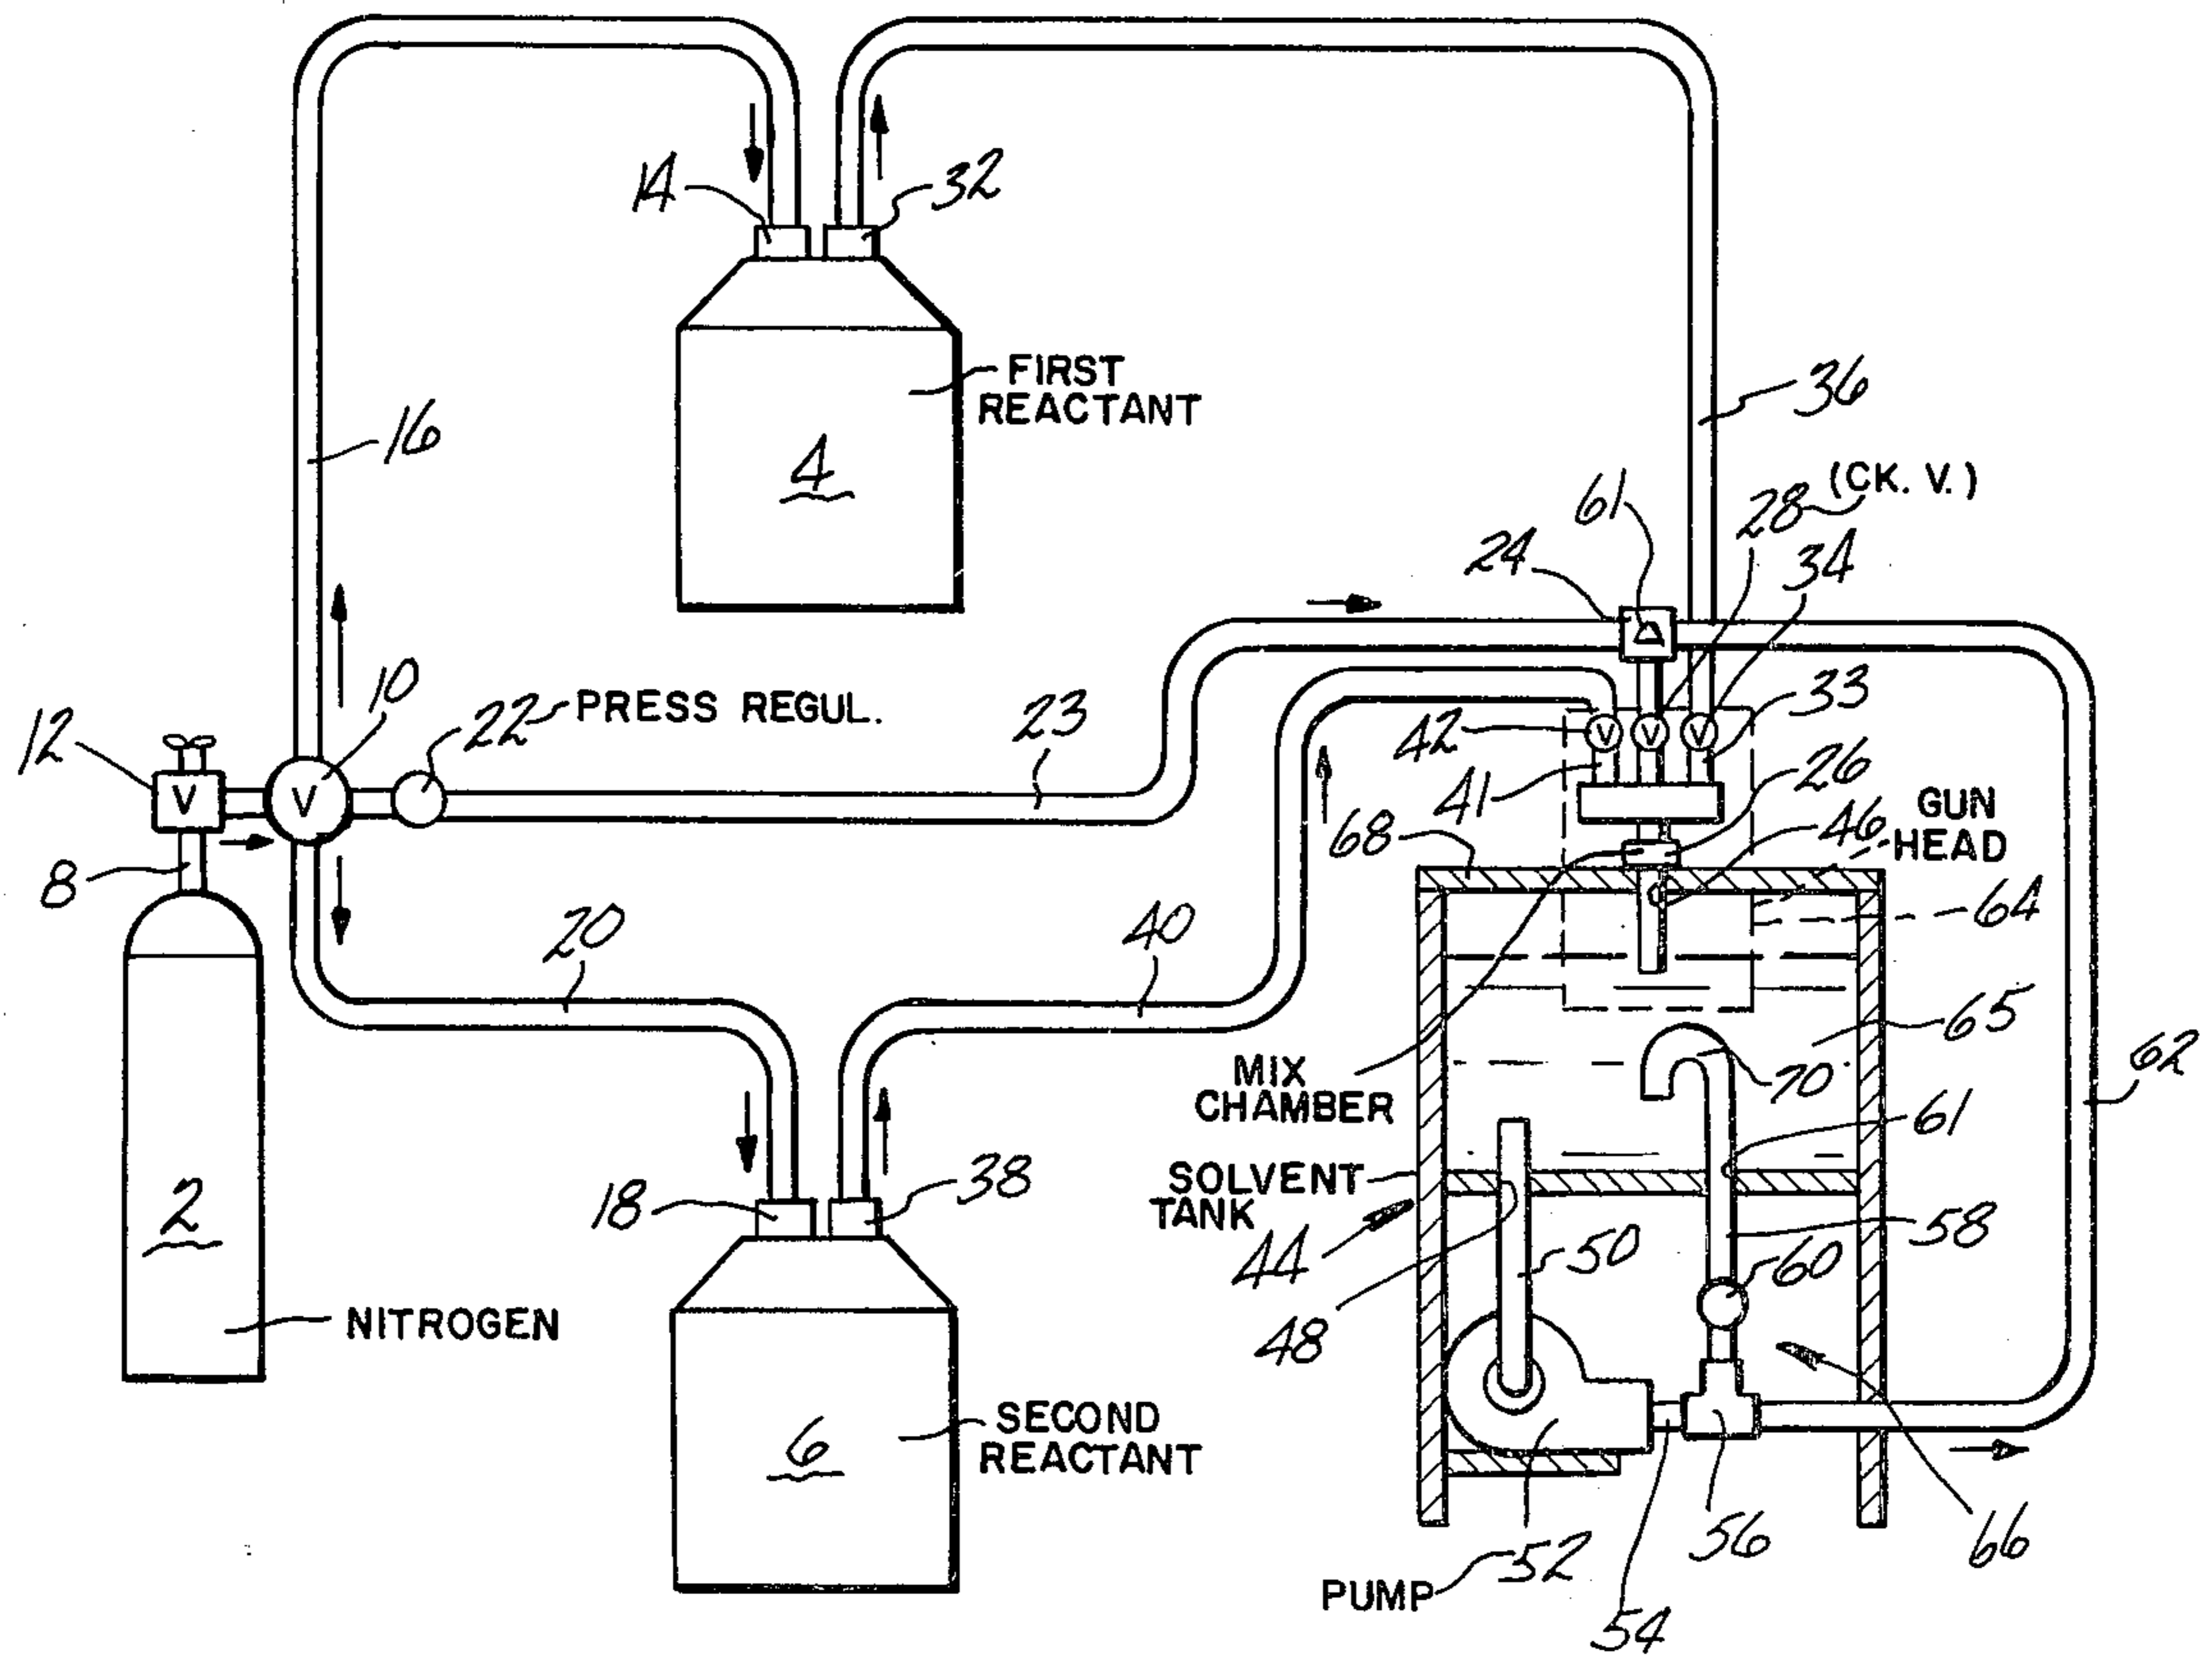 14
32
FIRST
REACTANT
4
16
36
(CK. V.)
61
28
24
34
10
22 PRESS REGUL.
12
23
33
42
41
26
V
V
V
V
V
68
46
GUN
HEAD
8
20
40
64
65
62
MIX
CHAMBER
70
61
SOLVENT
TANK
18
38
2
44
50
58
60
48
NITROGEN
6
SECOND
REACTANT
56
66
52
PUMP
54